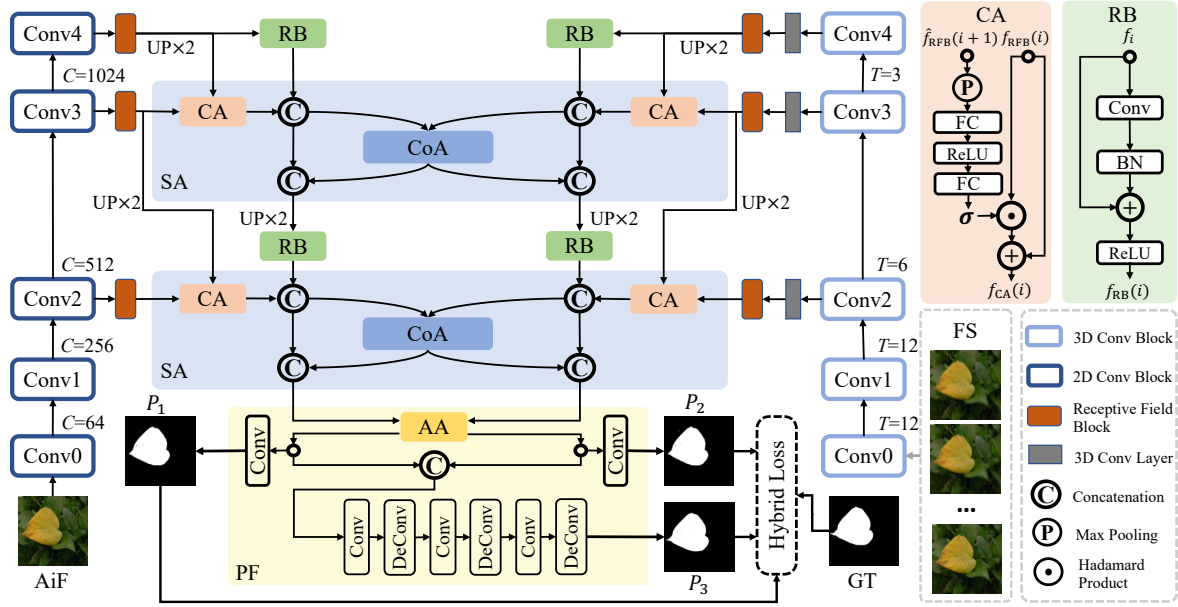 Conv4
UP×2
RB
RB
UP×2
Conv4
C=1024
T=3
Conv3
CA
C
C
CA
Conv3
CoA
SA
C
C
UP×2
UP×2
UP×2
UP×2
RB
RB
C=512
T=6
Conv2
CA
C
C
CA
Conv2
CoA
C=256
T=12
Conv1
SA
C
C
Conv1
C=64
T=12
Conv0
Conv0
AiF
P₁
Conv
AA
C
Conv
P₂
Conv
DeConv
Conv
DeConv
Conv
DeConv
PF
P₃
Hybrid Loss
GT
CA
f̂RFB(i + 1) fRFB(i)
P
FC
ReLU
FC
σ
fCA(i)
RB
fi
Conv
BN
+
ReLU
fRB(i)
+
FS
...
3D Conv Block
2D Conv Block
Receptive Field
Block
3D Conv Layer
C Concatenation
P Max Pooling
Hadamard
Product